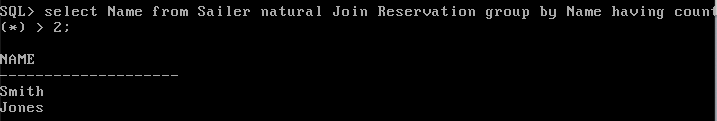 SQL> select Name from Sailer natural Join Reservation group by Name having count
(*) > 2;
NAME
--------------------
Smith
Jones